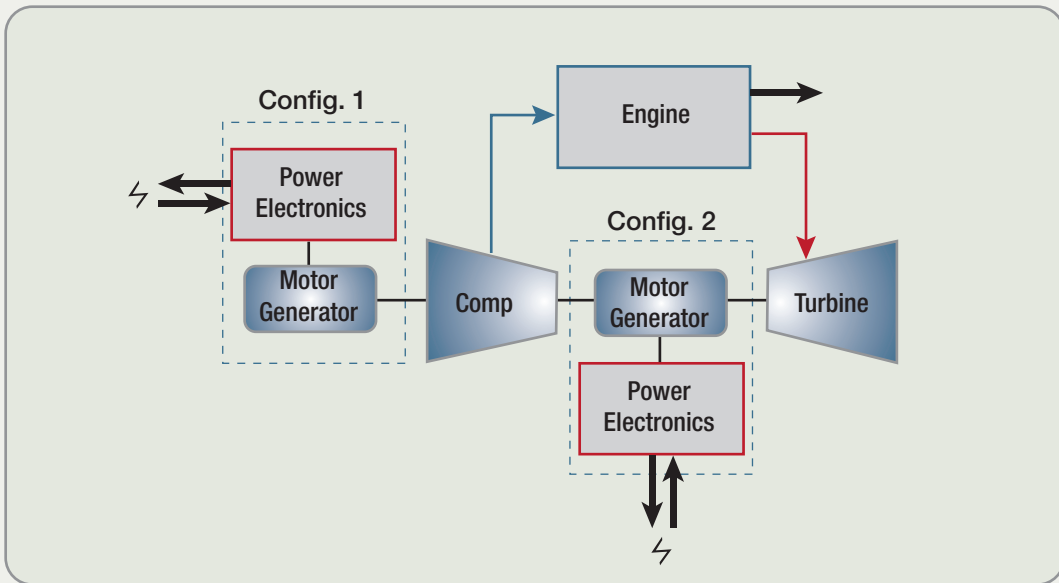 Config. 1
Power
Electronics
Motor
Generator
Comp
Engine
Config. 2
Motor
Generator
Power
Electronics
Turbine